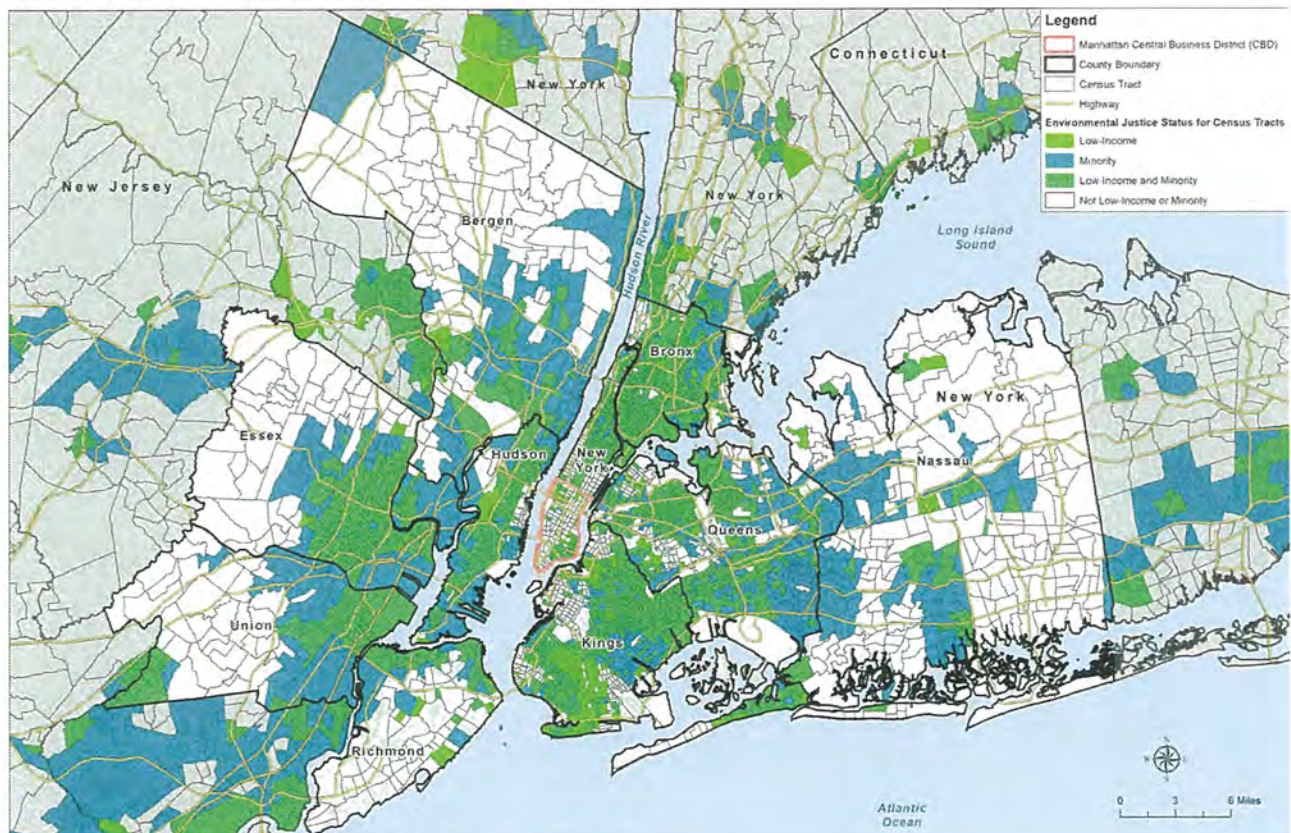 Legend
Manhattan Central Business District (CBD)
County Boundary
Census Tract
Highway
Environmental Justice Status for Census Tracts
Low-Income
Minority
Low-Income and Minority
Not Low-Income or Minority
Connecticut
New York
New Jersey
New York
Bergen
Hudson River
Long Island
Sound
Bronx
New York
Essex
Hudson
New
York
Nassau
Queens
Union
Kings
Richmond
Atlantic
Ocean
N
W
E
S
0 3 6 Miles